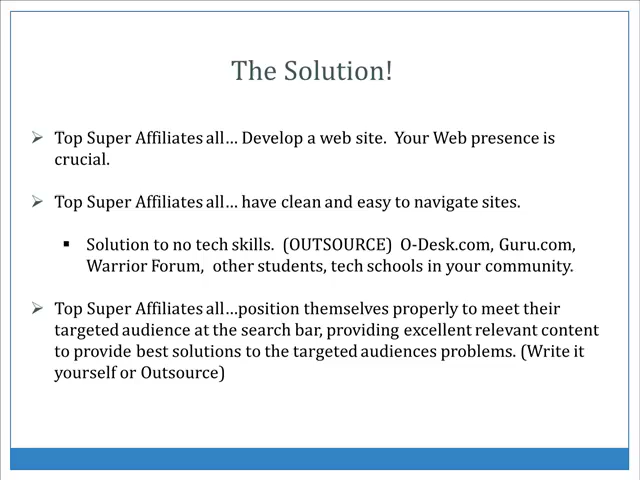 The Solution!
Top Super Affiliates all… Develop a web site.  Your Web presence is
crucial.
Top Super Affiliates all… have clean and easy to navigate sites.
Solution to no tech skills.  (OUTSOURCE)  O-Desk.com, Guru.com,
Warrior Forum,  other students, tech schools in your community.
Top Super Affiliates all…position themselves properly to meet their
targeted audience at the search bar, providing excellent relevant content
to provide best solutions to the targeted audiences problems. (Write it
yourself or Outsource)